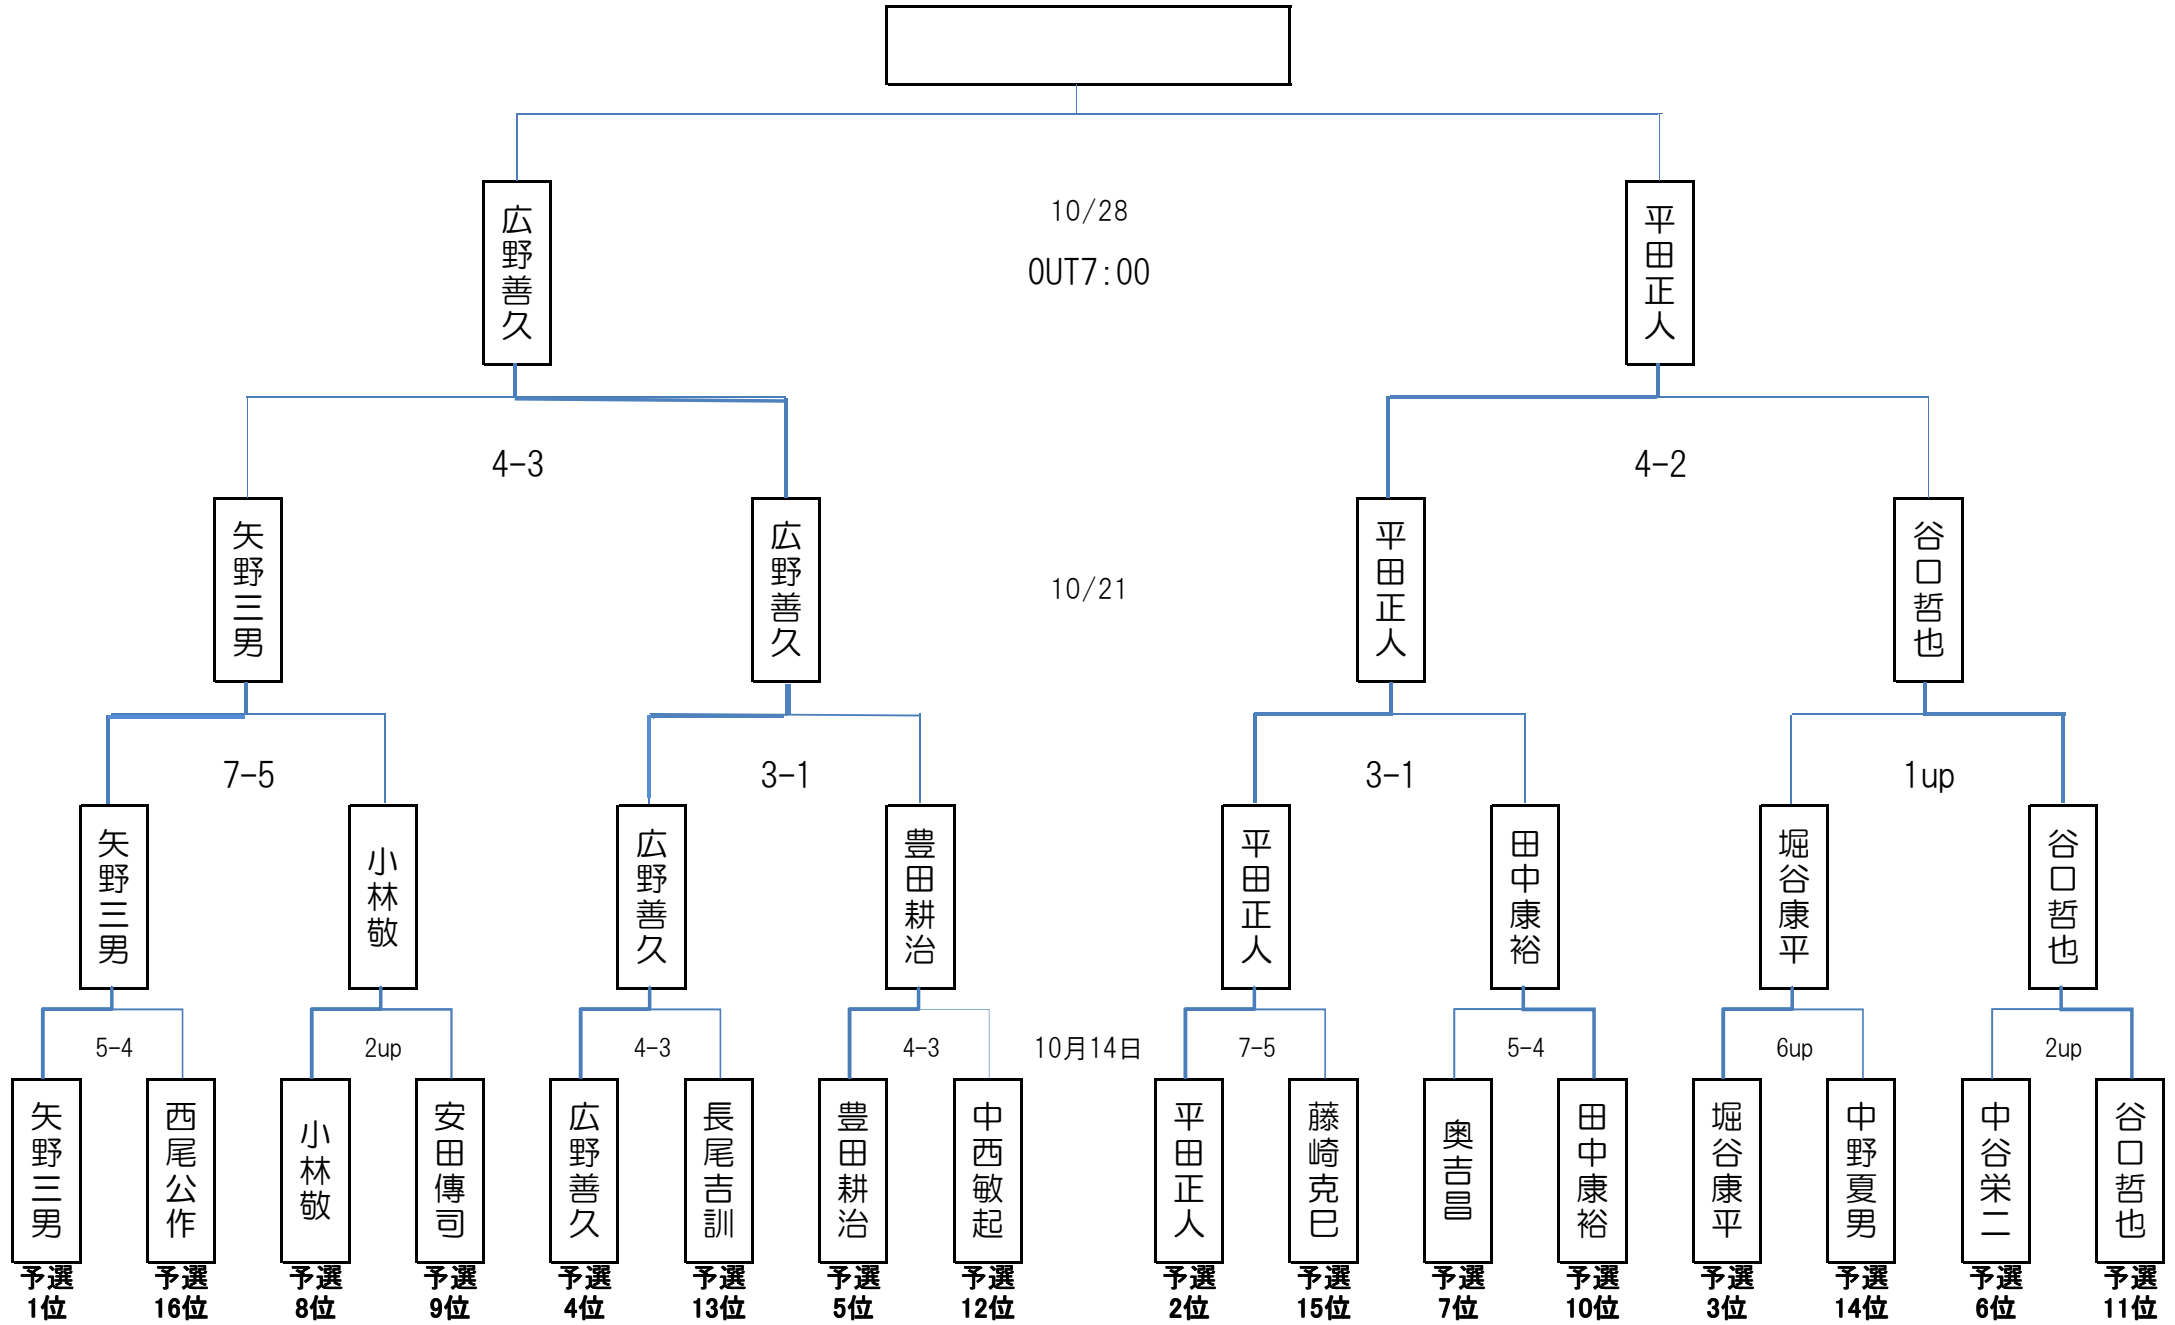 10/28
OUT7:00
広野善久
平田正人
4-3
4-2
矢野三男
広野善久
10/21
平田正人
谷口哲也
7-5
3-1
3-1
1up
矢野三男
小林敬
広野善久
豊田耕治
平田正人
田中康裕
堀谷康平
谷口哲也
5-4
2up
4-3
4-3
10月14日
7-5
5-4
6up
2up
矢野三男
西尾公作
小林敬
安田傳司
広野善久
長尾吉訓
豊田耕治
中西敏起
平田正人
藤崎克巳
奥吉昌
田中康裕
堀谷康平
中野夏男
中谷栄二
谷口哲也
予選
1位
予選
16位
予選
8位
予選
9位
予選
4位
予選
13位
予選
5位
予選
12位
予選
2位
予選
15位
予選
7位
予選
10位
予選
3位
予選
14位
予選
6位
予選
11位